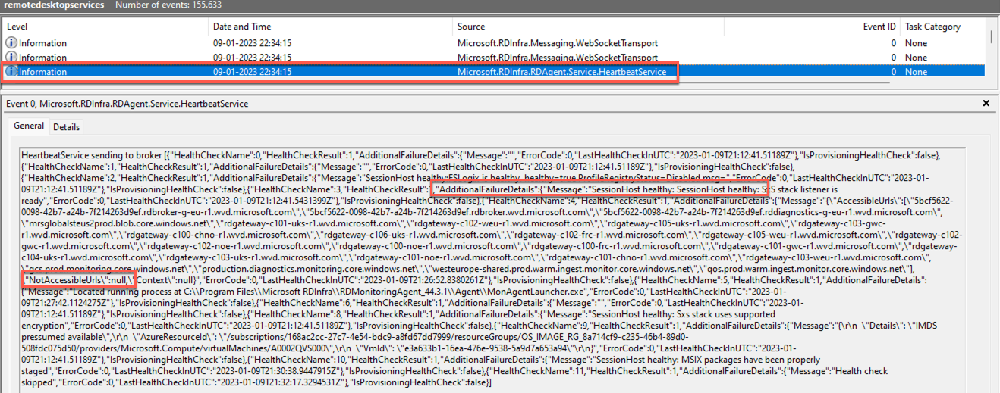 remotedesktopservices Number of events: 155.633
Level Date and Time Source Event ID Task Category
Information 09-01-2023 22:34:15 Microsoft.RDInfra.Messaging.WebSocketTransport 0 None
Information 09-01-2023 22:34:15 Microsoft.RDInfra.Messaging.WebSocketTransport 0 None
Information 09-01-2023 22:34:15 Microsoft.RDInfra.RDAgent.Service.HeartbeatService 0 None
Event 0, Microsoft.RDInfra.RDAgent.Service.HeartbeatService
General Details
HeartbeatService sending to broker [{"HealthCheckName":0,"HealthCheckResult":1,"AdditionalFailureDetails":{"Message":"","ErrorCode":0,"LastHealthCheckInUTC":"2023-01-09T21:12:41.51189Z"},"IsProvisioningHealthCheck":false},
{"HealthCheckName":1,"HealthCheckResult":1,"AdditionalFailureDetails":{"Message":"","ErrorCode":0,"LastHealthCheckInUTC":"2023-01-09T21:12:41.51189Z"},"IsProvisioningHealthCheck":false},
{"HealthCheckName":2,"HealthCheckResult":1,"AdditionalFailureDetails":{"Message":"SessionHost healthy:FSLogix is healthy, healthy=true,ProfileRegistryStatus=Disabled,msg=","ErrorCode":0,"LastHealthCheckInUTC":"2023-01-
09T21:12:41.51189Z"},"IsProvisioningHealthCheck":false},{"HealthCheckName":3,"HealthCheckResult": ,"AdditionalFailureDetails":{"Message":"SessionHost healthy: SessionHost healthy: S S stack listener is
ready","ErrorCode":0,"LastHealthCheckInUTC":"2023-01-09T21:12:41.5431399Z"},"IsProvisioningHealthCheck":false},{"HealthCheckName":4,"HealthCheckResult":1,"AdditionalFailureDetails":{"Message":"{\"AccessibleUrls\":[\"5bcf5622-
0098-42b7-a24b-7f214263d9ef.rdbroker-g-eu-r1.wvd.microsoft.com\",\"5bcf5622-0098-42b7-a24b-7f214263d9ef.rdbroker.wvd.microsoft.com\",\"5bcf5622-0098-42b7-a24b-7f214263d9ef.rddiagnostics-g-eu-r1.wvd.microsoft.com\",
\"mrsglobalsteus2prod.blob.core.windows.net\",\"rdgateway-c101-uks-r1.wvd.microsoft.com\",\"rdgateway-c102-weu-r1.wvd.microsoft.com\",\"rdgateway-c105-uks-r1.wvd.microsoft.com\",\"rdgateway-c103-gwc-
r1.wvd.microsoft.com\",\"rdgateway-c100-chno-r1.wvd.microsoft.com\",\"rdgateway-c106-uks-r1.wvd.microsoft.com\",\"rdgateway-c102-frc-r1.wvd.microsoft.com\",\"rdgateway-c105-weu-r1.wvd.microsoft.com\",\"rdgateway-c102-
gwc-r1.wvd.microsoft.com\",\"rdgateway-c102-noe-r1.wvd.microsoft.com\",\"rdgateway-c100-noe-r1.wvd.microsoft.com\",\"rdgateway-c100-frc-r1.wvd.microsoft.com\",\"rdgateway-c101-gwc-r1.wvd.microsoft.com\",\"rdgateway-
c104-uks-r1.wvd.microsoft.com\",\"rdgateway-c103-uks-r1.wvd.microsoft.com\",\"rdgateway-c101-noe-r1.wvd.microsoft.com\",\"rdgateway-c101-chno-r1.wvd.microsoft.com\",\"rdgateway-c103-weu-r1.wvd.microsoft.com\",
\"gcs.prod.monitoring.core.windows.net\",\"production.diagnostics.monitoring.core.windows.net\",\"westeurope-shared.prod.warm.ingest.monitor.core.windows.net\",\"qos.prod.warm.ingest.monitor.core.windows.net\"],
\"NotAccessibleUrls\":null,\"Context\":null}","ErrorCode":0,"LastHealthCheckInUTC":"2023-01-09T21:26:52.8380261Z"},"IsProvisioningHealthCheck":false},{"HealthCheckName":5,"HealthCheckResult":1,"AdditionalFailureDetails":
{"Message":"Located running process at C:\\Program Files\\Microsoft RDInfra\\RDMonitoringAgent_44.3.1\\Agent\\MonAgentLauncher.exe","ErrorCode":0,"LastHealthCheckInUTC":"2023-01-
09T21:27:42.1124275Z"},"IsProvisioningHealthCheck":false},{"HealthCheckName":6,"HealthCheckResult":1,"AdditionalFailureDetails":{"Message":"","ErrorCode":0,"LastHealthCheckInUTC":"2023-01-
09T21:12:41.51189Z"},"IsProvisioningHealthCheck":false},{"HealthCheckName":8,"HealthCheckResult":1,"AdditionalFailureDetails":{"Message":"SessionHost healthy: Sxs stack uses supported
encryption","ErrorCode":0,"LastHealthCheckInUTC":"2023-01-09T21:12:41.51189Z"},"IsProvisioningHealthCheck":false},{"HealthCheckName":9,"HealthCheckResult":1,"AdditionalFailureDetails":{"Message":"{\r\n \"Details\": \"IMDS
pressumed available\",\r\n \"AzureResourceId\": \"/subscriptions/168ac2cc-27c7-4e54-bdc9-a8fd67dd7999/resourceGroups/OS_IMAGE_RG_8a714cf9-c235-46b4-89d0-
508fdc075d50/providers/Microsoft.Compute/virtualMachines/A0002QVS000\",\r\n \"VmId\": \"e3a633b1-16ea-476e-9538-5a9d7a653a94\"\r\n}","ErrorCode":0,"LastHealthCheckInUTC":"2023-01-
09T21:12:41.51189Z"},"IsProvisioningHealthCheck":false},{"HealthCheckName":10,"HealthCheckResult":1,"AdditionalFailureDetails":{"Message":"SessionHost healthy: MSIX packages have been properly
staged","ErrorCode":0,"LastHealthCheckInUTC":"2023-01-09T21:30:38.9447915Z"},"IsProvisioningHealthCheck":false},{"HealthCheckName":11,"HealthCheckResult":1,"AdditionalFailureDetails":{"Message":"Health check
skipped","ErrorCode":0,"LastHealthCheckInUTC":"2023-01-09T21:32:17.3294531Z"},"IsProvisioningHealthCheck":false}]